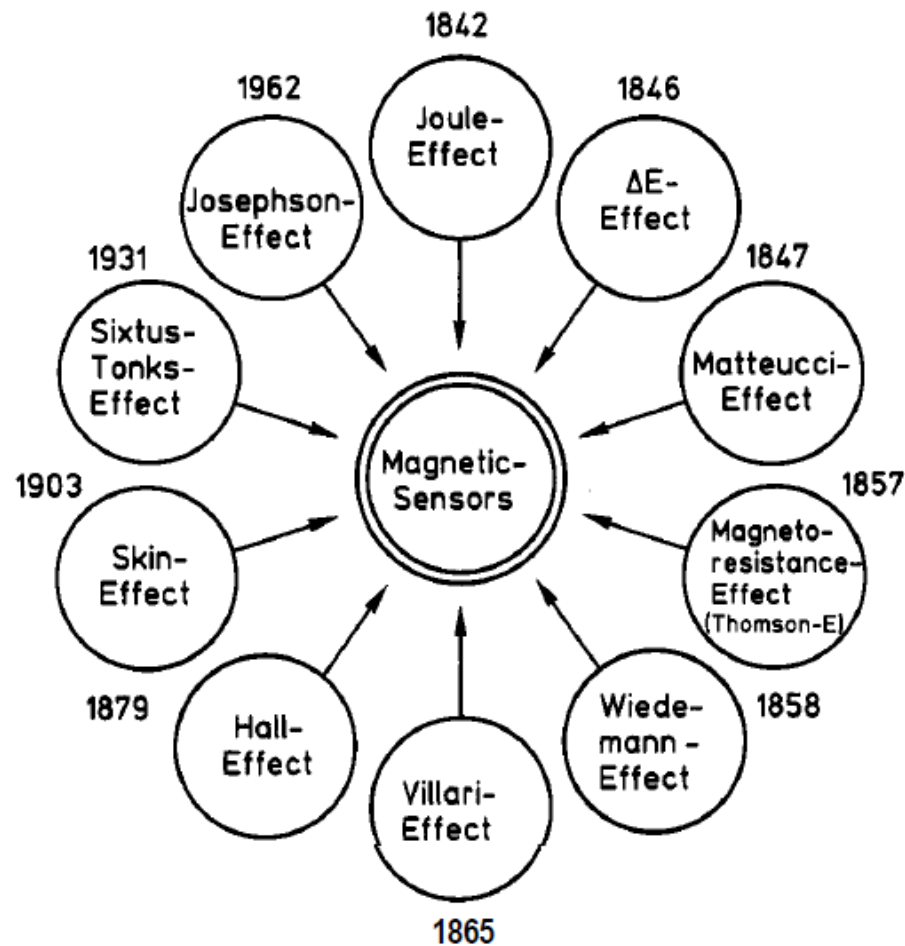 1842
Joule-
Effect
1846
ΔE-
Effect
1847
Matteucci-
Effect
1857
Magneto-
resistance-
Effect
(Thomson-E)
1858
Wiede-
mann-
Effect
1865
Villari-
Effect
1879
Hall-
Effect
1903
Skin-
Effect
1931
Sixtus-
Tonks-
Effect
1962
Josephson-
Effect
Magnetic-
Sensors